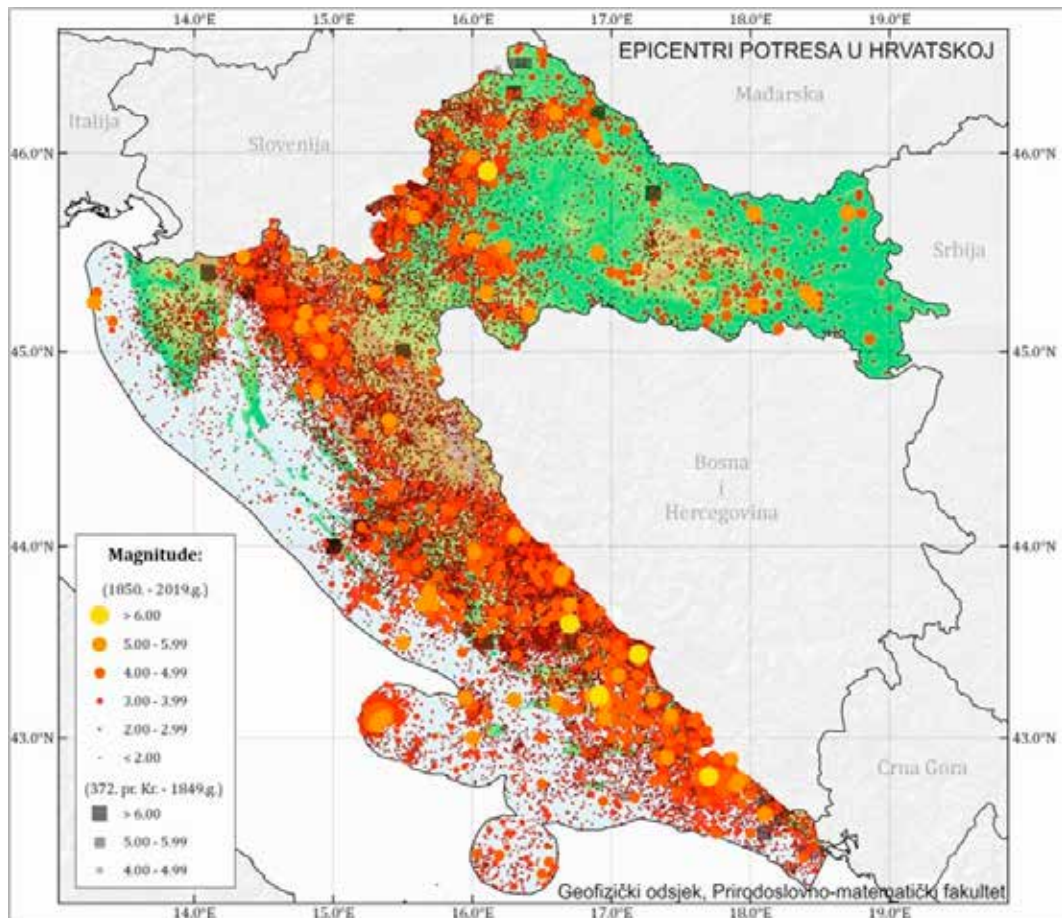 14.0°E 15.0°E 16.0°E 17.0°E 18.0°E 19.0°E
EPICENTRI POTRESA U HRVATSKOJ
Mađarska
Italija
Slovenija
46.0°N 46.0°N
Srbija
45.0°N 45.0°N
Bosna
i
Hercegovina
44.0°N 44.0°N
Magnitude:
(1850. - 2019.g.)
> 6.00
5.00 - 5.99
4.00 - 4.99
3.00 - 3.99
2.00 - 2.99
< 2.00
(372. pr. Kr. - 1849.g.)
> 6.00
5.00 - 5.99
4.00 - 4.99
43.0°N 43.0°N
Crna Gora
Geofizički odsjek, Prirodoslovno-matematički fakultet
14.0°E 15.0°E 16.0°E 17.0°E 18.0°E 19.0°E